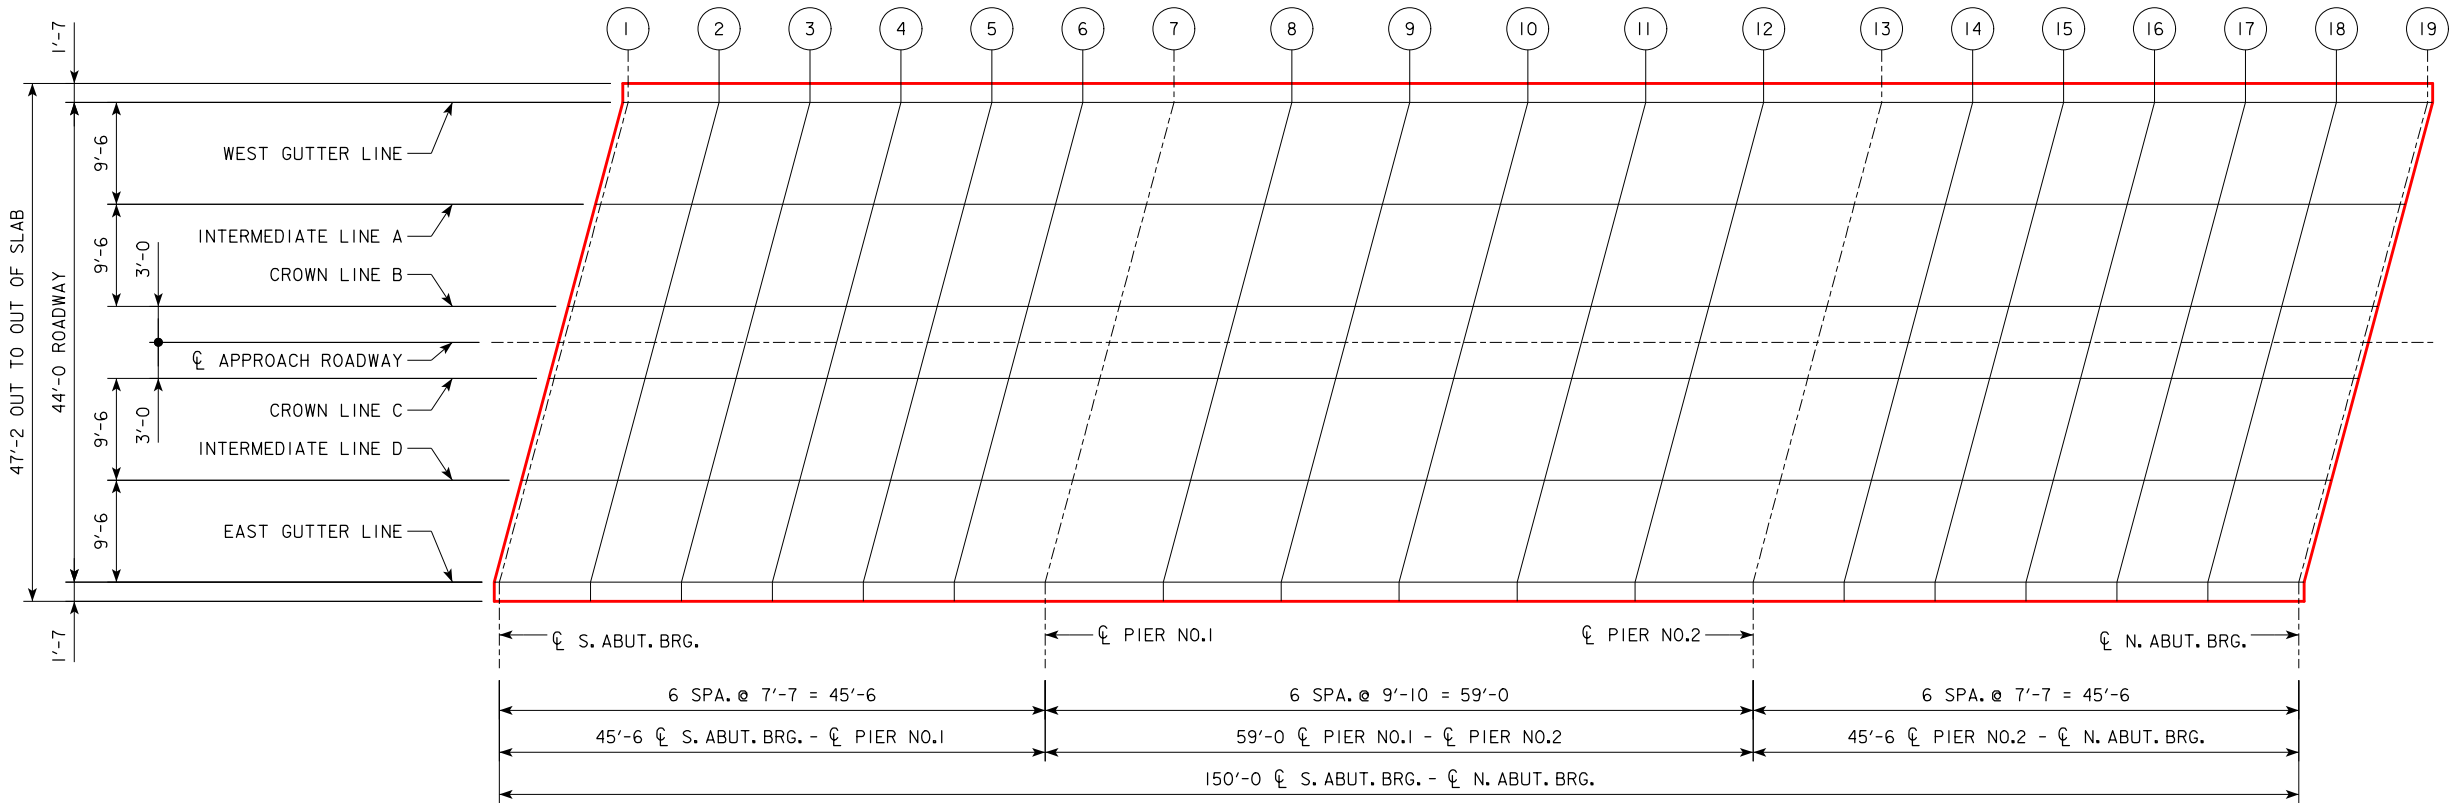 1 2 3 4 5 6 7 8 9 10 11 12 13 14 15 16 17 18 19
1'-7
47'-2 OUT TO OUT OF SLAB
44'-0 ROADWAY
9'-6
9'-6
3'-0
3'-0
9'-6
9'-6
1'-7
WEST GUTTER LINE
INTERMEDIATE LINE A
CROWN LINE B
℄ APPROACH ROADWAY
CROWN LINE C
INTERMEDIATE LINE D
EAST GUTTER LINE
℄ S. ABUT. BRG.
℄ PIER NO.1
℄ PIER NO.2
℄ N. ABUT. BRG.
6 SPA. @ 7'-7 = 45'-6
6 SPA. @ 9'-10 = 59'-0
6 SPA. @ 7'-7 = 45'-6
45'-6 ℄ S. ABUT. BRG. - ℄ PIER NO.1
59'-0 ℄ PIER NO.1 - ℄ PIER NO.2
45'-6 ℄ PIER NO.2 - ℄ N. ABUT. BRG.
150'-0 ℄ S. ABUT. BRG. - ℄ N. ABUT. BRG.